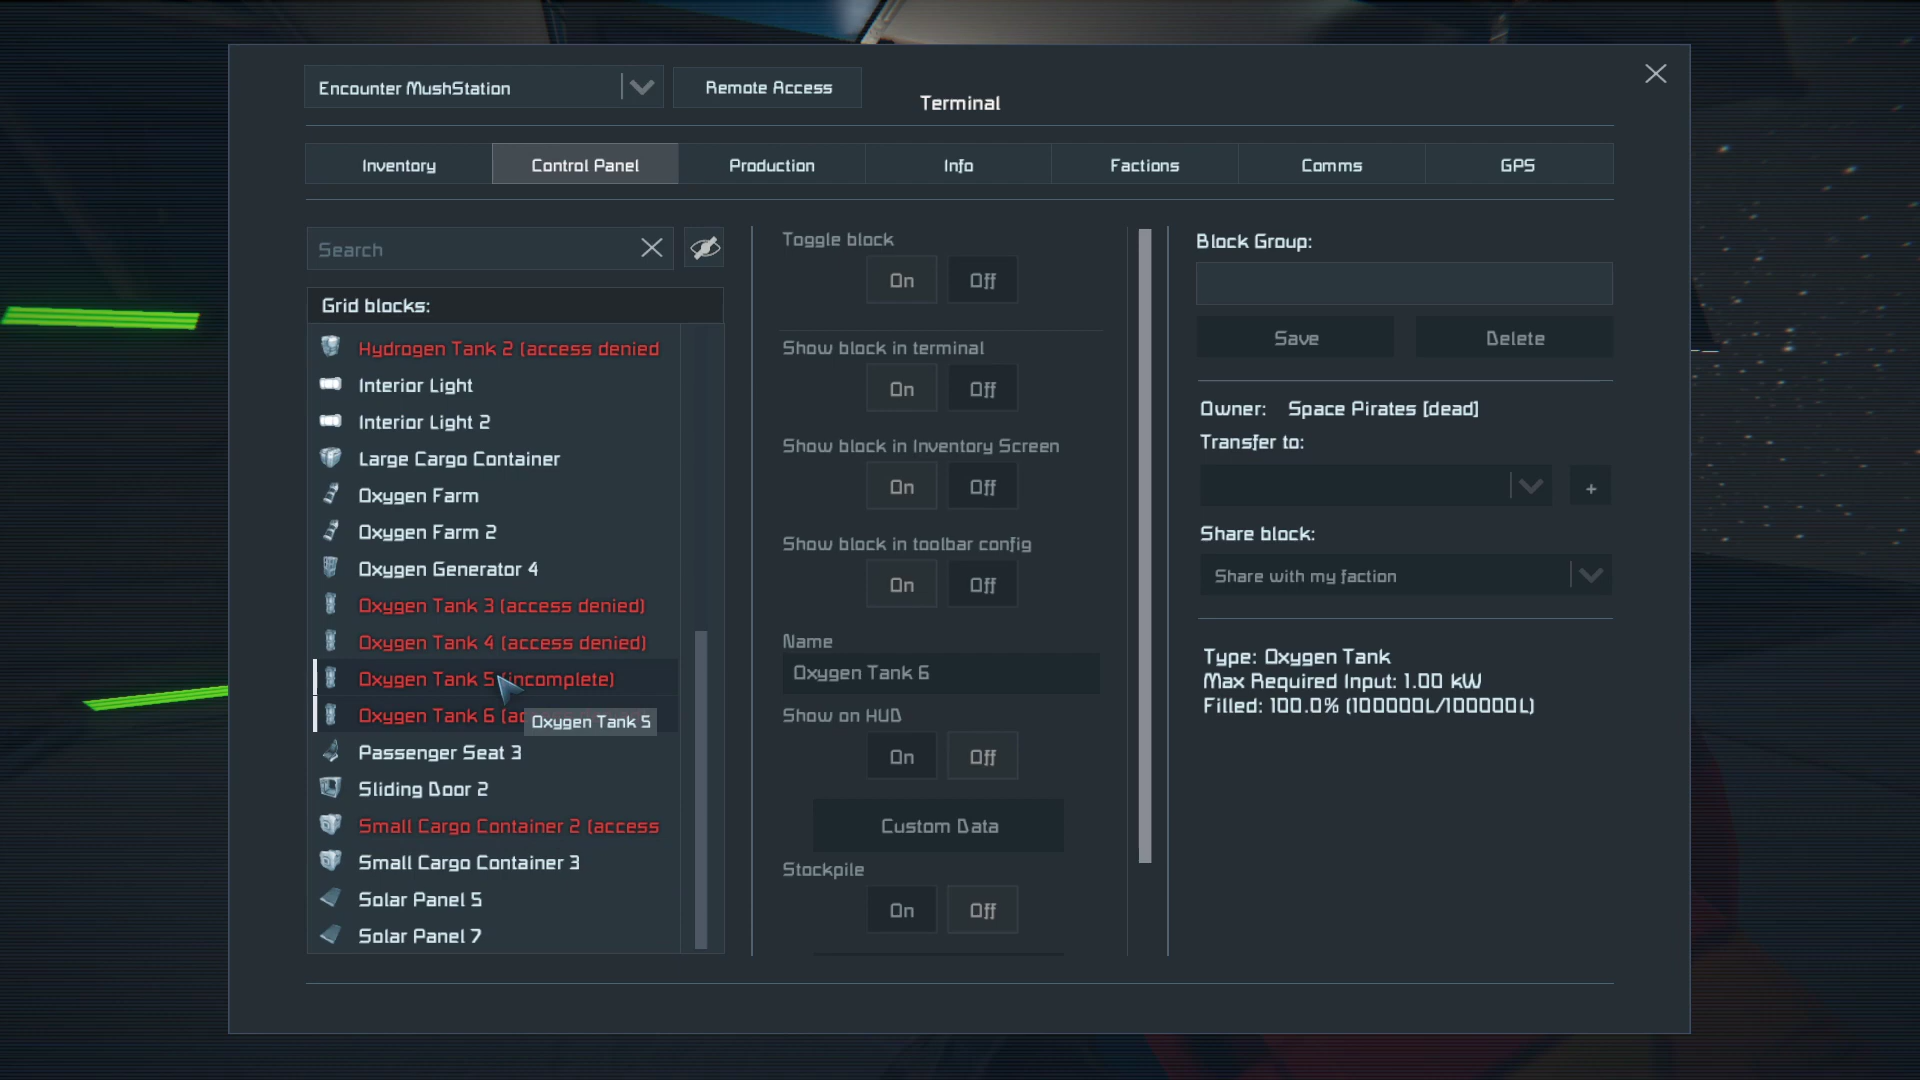 Encounter MushStation
Remote Access
Terminal
Inventory
Control Panel
Production
Info
Factions
Comms
GPS
Search
Grid blocks:
Hydrogen Tank 2 (access denied
Interior Light
Interior Light 2
Large Cargo Container
Oxygen Farm
Oxygen Farm 2
Oxygen Generator 4
Oxygen Tank 3 (access denied)
Oxygen Tank 4 (access denied)
Oxygen Tank 5 (incomplete)
Oxygen Tank 6 (ac
Oxygen Tank 5
Passenger Seat 3
Sliding Door 2
Small Cargo Container 2 (access
Small Cargo Container 3
Solar Panel 5
Solar Panel 7
Toggle block
On Off
Show block in terminal
On Off
Show block in Inventory Screen
On Off
Show block in toolbar config
On Off
Name
Oxygen Tank 6
Show on HUD
On Off
Custom Data
Stockpile
On Off
Block Group:
Save
Delete
Owner: Space Pirates [dead]
Transfer to:
+
Share block:
Share with my faction
Type: Oxygen Tank
Max Required Input: 1.00 kW
Filled: 100.0% (100000L/100000L)